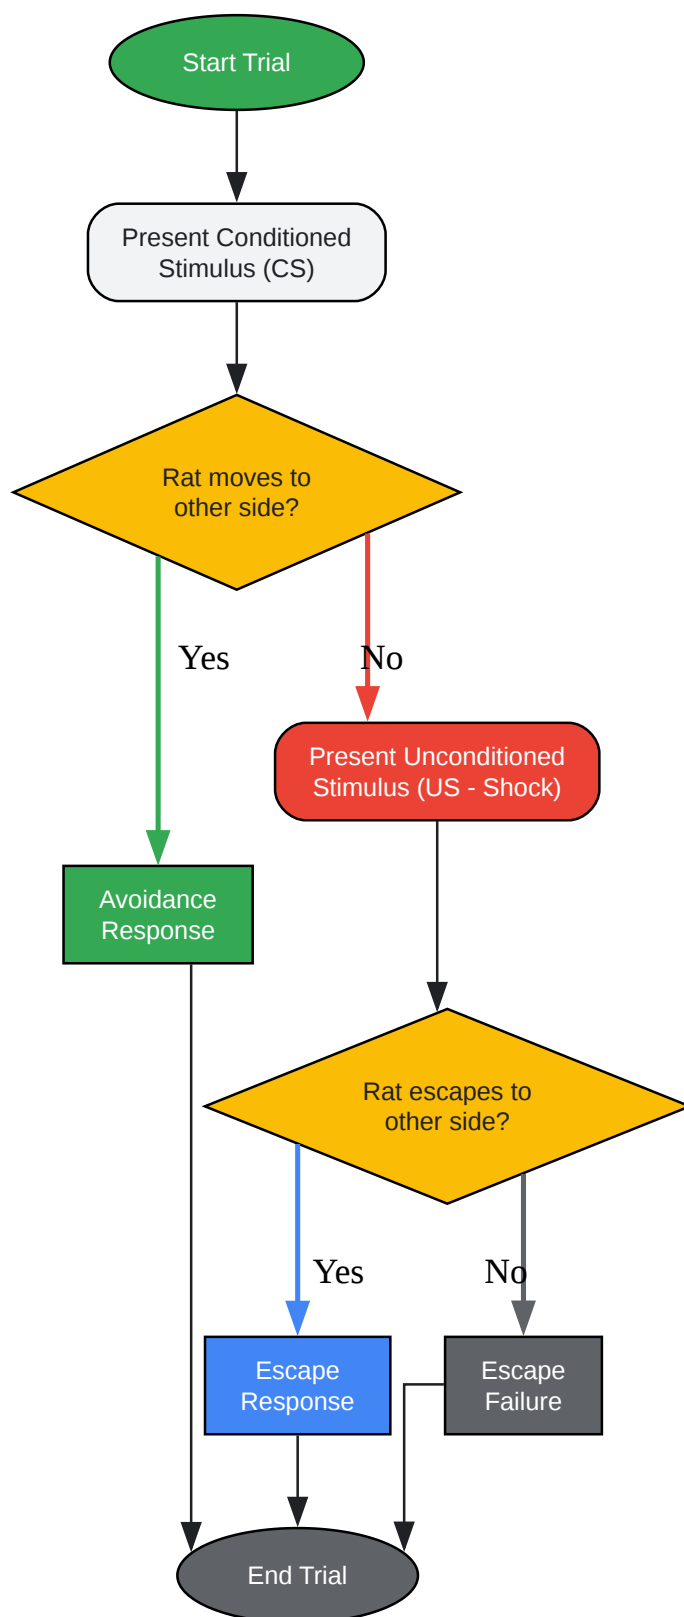 Start Trial
Present Conditioned
Stimulus (CS)
Rat moves to
other side?
Yes
No
Present Unconditioned
Stimulus (US - Shock)
Avoidance
Response
Rat escapes to
other side?
Yes
No
Escape
Response
Escape
Failure
End Trial